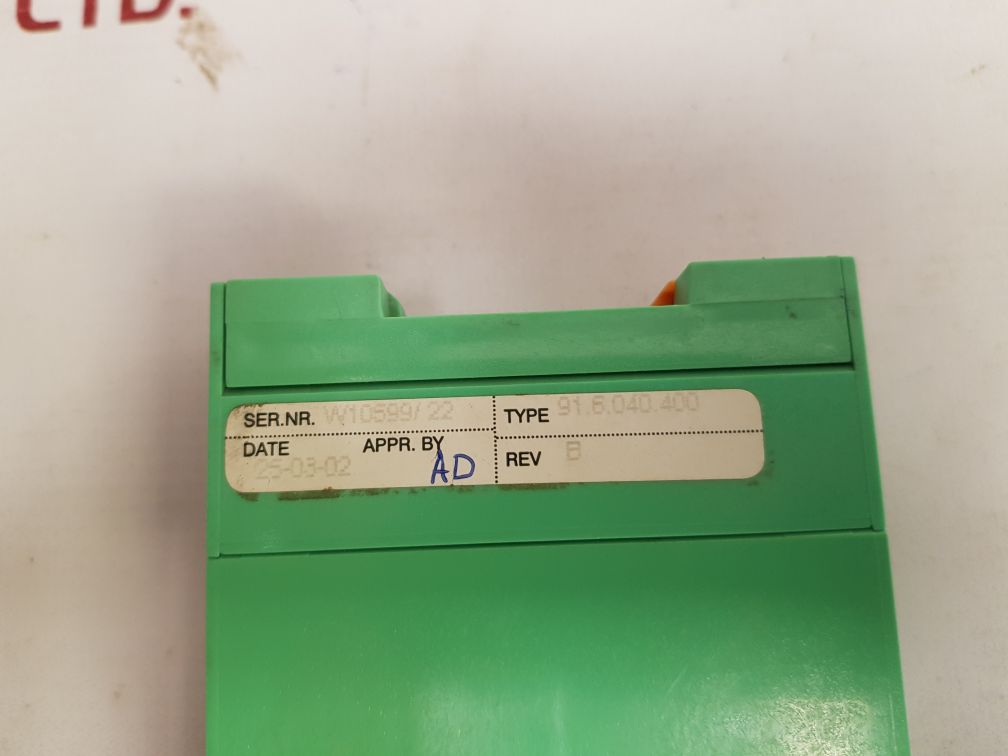 LTD.
SER.NR. W10599/22
TYPE 91.6.040.400
DATE 25-03-02
APPR. BY AD
REV B